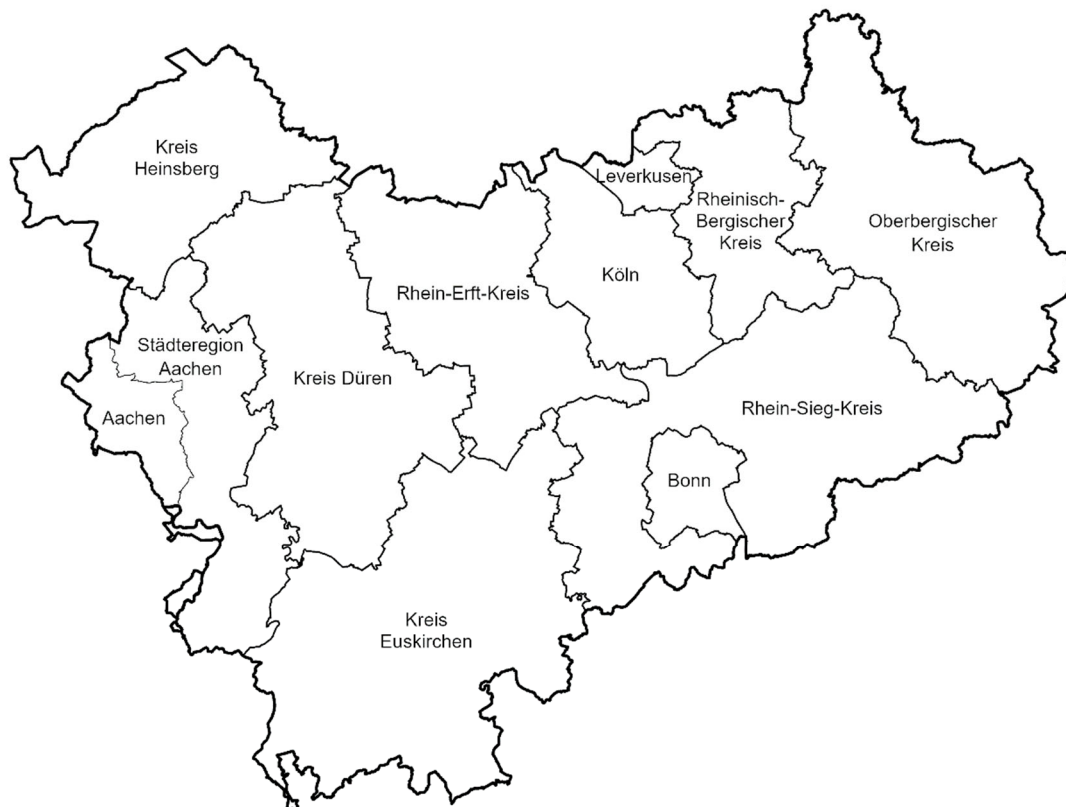 Kreis
Heinsberg
Leverkusen
Rheinisch-
Bergischer
Kreis
Oberbergischer
Kreis
Köln
Rhein-Erft-Kreis
Städteregion
Aachen
Kreis Düren
Aachen
Rhein-Sieg-Kreis
Bonn
Kreis
Euskirchen